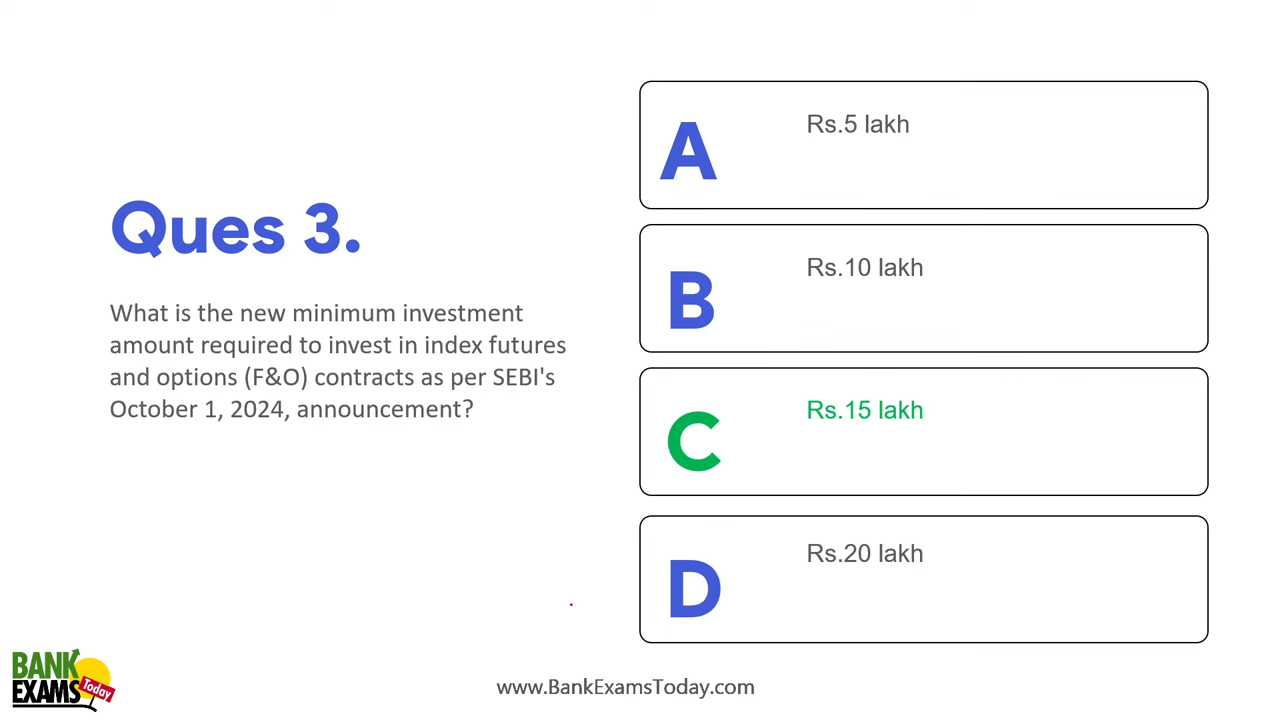 Ques 3.
What is the new minimum investment
amount required to invest in index futures
and options (F&O) contracts as per SEBI's
October 1, 2024, announcement?
A
Rs.5 lakh
B
Rs.10 lakh
C
Rs.15 lakh
D
Rs.20 lakh
BANK
EXAMS
Today
www.BankExamsToday.com